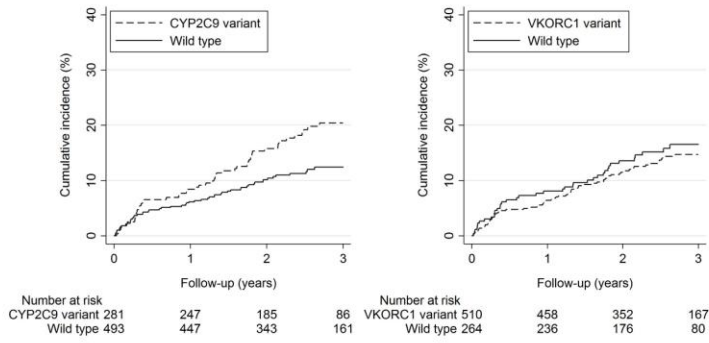 CYP2C9 variant
Wild type
Cumulative incidence (%)
40
30
20
10
0
0 1 2 3
Follow-up (years)
Number at risk
CYP2C9 variant 281 247 185 86
Wild type 493 447 343 161
VKORC1 variant
Wild type
Cumulative incidence (%)
40
30
20
10
0
0 1 2 3
Follow-up (years)
Number at risk
VKORC1 variant 510 458 352 167
Wild type 264 236 176 80